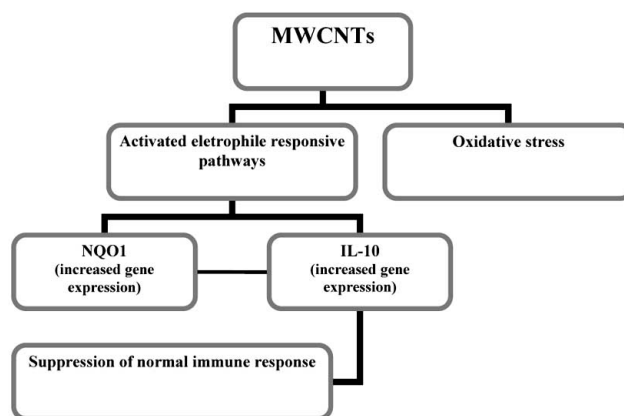 MWCNTs
Activated eletrophile responsive
pathways
Oxidative stress
NQO1
(increased gene
expression)
IL-10
(increased gene
expression)
Suppression of normal immune response